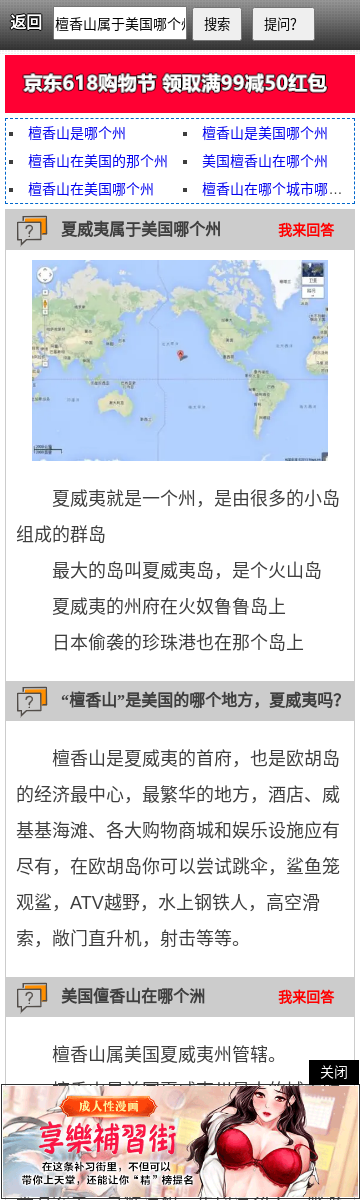 返回 檀香山属于美国哪个州 搜索 提问?
京东618购物节 领取满99减50红包
檀香山是哪个州 檀香山是美国哪个州
檀香山在美国的那个州 美国檀香山在哪个州
檀香山在美国哪个州 檀香山在哪个城市哪...
夏威夷属于美国哪个州 我来回答
夏威夷就是一个州，是由很多的小岛
组成的群岛
最大的岛叫夏威夷岛，是个火山岛
夏威夷的州府在火奴鲁鲁岛上
日本偷袭的珍珠港也在那个岛上
“檀香山”是美国的哪个地方，夏威夷吗?
檀香山是夏威夷的首府，也是欧胡岛
的经济最中心，最繁华的地方，酒店、威
基基海滩、各大购物商城和娱乐设施应有
尽有，在欧胡岛你可以尝试跳伞，鲨鱼笼
观鲨，ATV越野，水上钢铁人，高空滑
索，敞门直升机，射击等等。
美国儃香山在哪个洲 我来回答
檀香山属美国夏威夷州管辖。
关闭
成人性漫画
享樂補習街
在这条补习街里，不但可以
带你上天堂，还能让你“精”榜提名